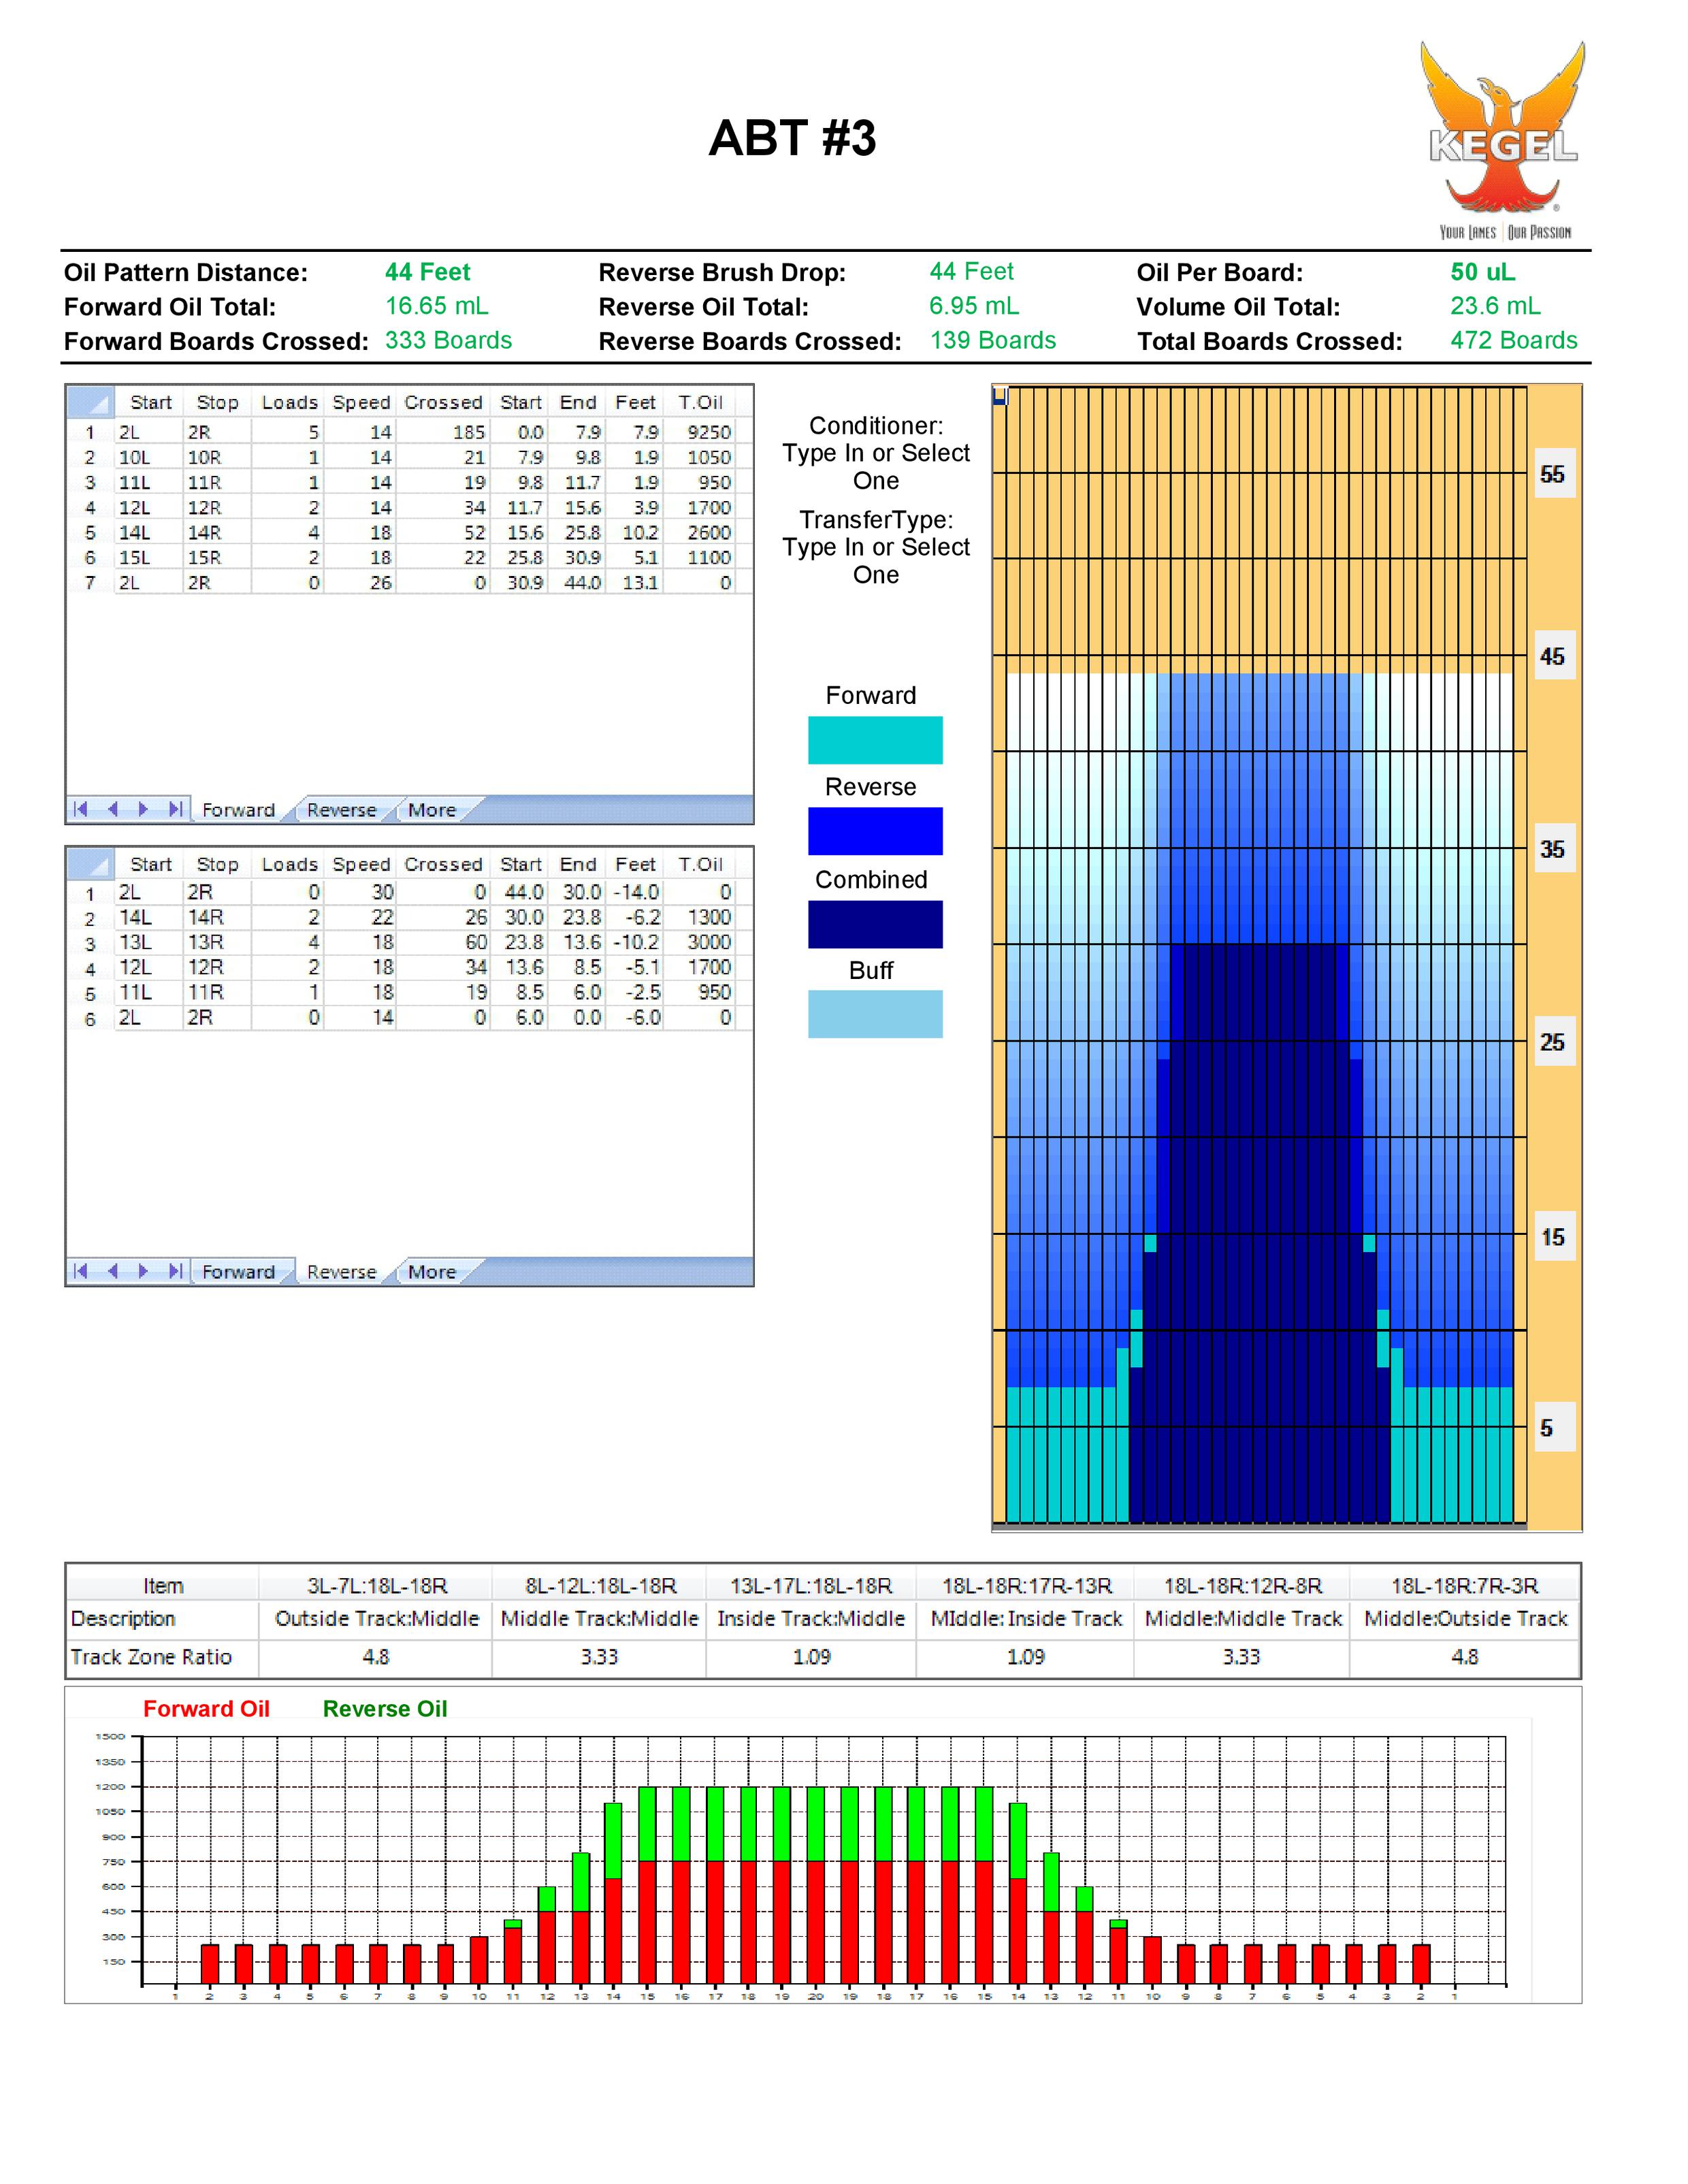 ABT #3
KEGEL
YOUR LANES OUR PASSION
Oil Pattern Distance: 44 Feet Reverse Brush Drop: 44 Feet Oil Per Board: 50 uL
Forward Oil Total: 16.65 mL Reverse Oil Total: 6.95 mL Volume Oil Total: 23.6 mL
Forward Boards Crossed: 333 Boards Reverse Boards Crossed: 139 Boards Total Boards Crossed: 472 Boards
Start Stop Loads Speed Crossed Start End Feet T.Oil
1 2L 2R 5 14 185 0.0 7.9 7.9 9250
2 10L 10R 1 14 21 7.9 9.8 1.9 1050
3 11L 11R 1 14 19 9.8 11.7 1.9 950
4 12L 12R 2 14 34 11.7 15.6 3.9 1700
5 14L 14R 4 18 52 15.6 25.8 10.2 2600
6 15L 15R 2 18 22 25.8 30.9 5.1 1100
7 2L 2R 0 26 0 30.9 44.0 13.1 0
Forward Reverse More
Start Stop Loads Speed Crossed Start End Feet T.Oil
1 2L 2R 0 30 0 44.0 30.0 -14.0 0
2 14L 14R 2 22 26 30.0 23.8 -6.2 1300
3 13L 13R 4 18 60 23.8 13.6 -10.2 3000
4 12L 12R 2 18 34 13.6 8.5 -5.1 1700
5 11L 11R 1 18 19 8.5 6.0 -2.5 950
6 2L 2R 0 14 0 6.0 0.0 -6.0 0
Forward Reverse More
Conditioner:
Type In or Select
One
TransferType:
Type In or Select
One
Forward
Reverse
Combined
Buff
55
45
35
25
15
5
Item 3L-7L:18L-18R 8L-12L:18L-18R 13L-17L:18L-18R 18L-18R:17R-13R 18L-18R:12R-8R 18L-18R:7R-3R
Description Outside Track:Middle Middle Track:Middle Inside Track:Middle MIddle: Inside Track Middle:Middle Track Middle:Outside Track
Track Zone Ratio 4.8 3.33 1.09 1.09 3.33 4.8
Forward Oil Reverse Oil
1500
1350
1200
1050
900
750
600
450
300
150
1 2 3 4 5 6 7 8 9 10 11 12 13 14 15 16 17 18 19 20 19 18 17 16 15 14 13 12 11 10 9 8 7 6 5 4 3 2 1